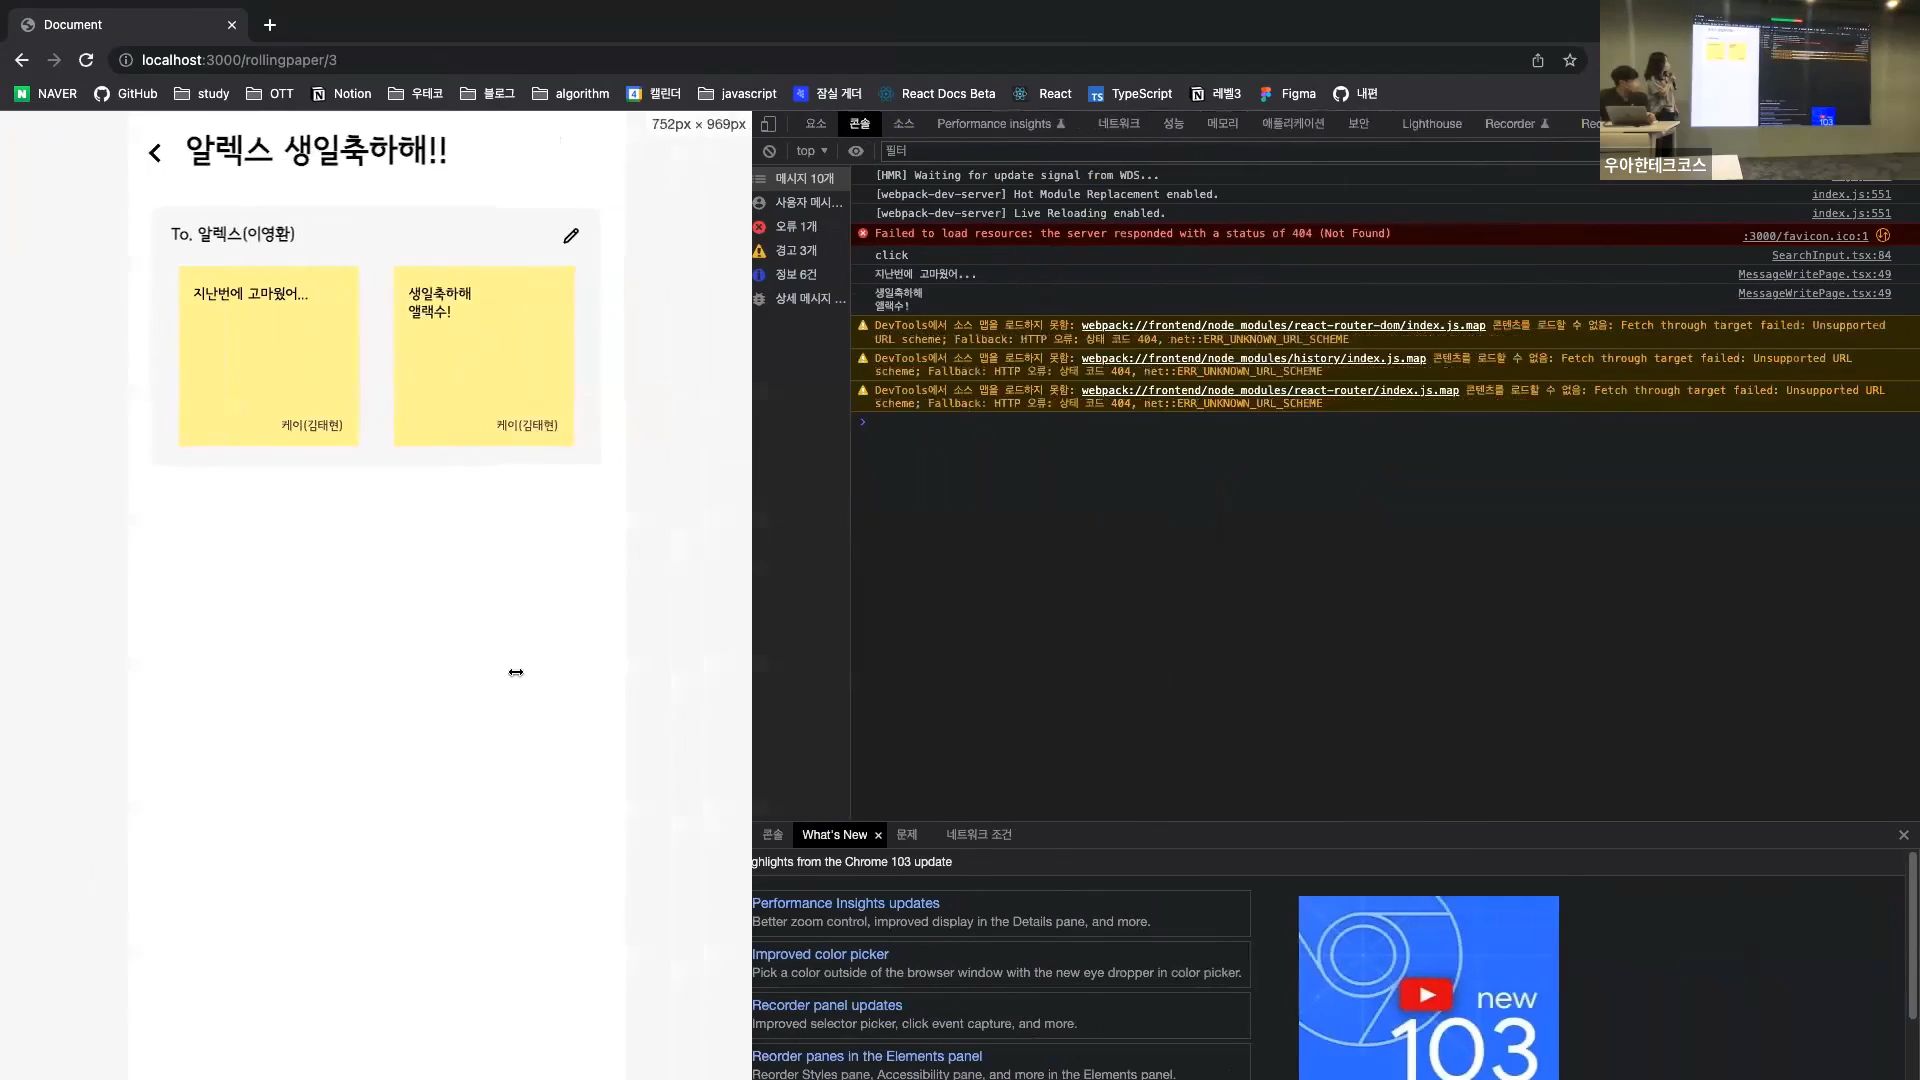 Document
localhost:3000/rollingpaper/3
NAVER GitHub study OTT Notion 우테코 블로그 algorithm 캘린더 javascript 잠실 게더 React Docs Beta React TypeScript 레벨3 Figma 내편
알렉스 생일축하해!!
To. 알렉스(이영환)
지난번에 고마웠어...
케이(김태현)
생일축하해
앨랙수!
케이(김태현)
752px × 969px
요소 콘솔 소스 Performance insights 네트워크 성능 메모리 애플리케이션 보안 Lighthouse Recorder Rec
top ▼ 필터
메시지 10개
사용자 메시...
오류 1개
경고 3개
정보 6건
상세 메시지 ...
[HMR] Waiting for update signal from WDS...
[webpack-dev-server] Hot Module Replacement enabled. index.js:551
[webpack-dev-server] Live Reloading enabled. index.js:551
Failed to load resource: the server responded with a status of 404 (Not Found) :3000/favicon.ico:1
click SearchInput.tsx:84
지난번에 고마웠어... MessageWritePage.tsx:49
생일축하해 MessageWritePage.tsx:49
앨랙수!
DevTools에서 소스 맵을 로드하지 못함: webpack://frontend/node_modules/react-router-dom/index.js.map 콘텐츠를 로드할 수 없음: Fetch through target failed: Unsupported
URL scheme; Fallback: HTTP 오류: 상태 코드 404, net::ERR_UNKNOWN_URL_SCHEME
DevTools에서 소스 맵을 로드하지 못함: webpack://frontend/node_modules/history/index.js.map 콘텐츠를 로드할 수 없음: Fetch through target failed: Unsupported URL
scheme; Fallback: HTTP 오류: 상태 코드 404, net::ERR_UNKNOWN_URL_SCHEME
DevTools에서 소스 맵을 로드하지 못함: webpack://frontend/node_modules/react-router/index.js.map 콘텐츠를 로드할 수 없음: Fetch through target failed: Unsupported URL
scheme; Fallback: HTTP 오류: 상태 코드 404, net::ERR_UNKNOWN_URL_SCHEME
콘솔 What's New 문제 네트워크 조건
ghlights from the Chrome 103 update
Performance Insights updates
Better zoom control, improved display in the Details pane, and more.
Improved color picker
Pick a color outside of the browser window with the new eye dropper in color picker.
Recorder panel updates
Improved selector picker, click event capture, and more.
Reorder panes in the Elements panel
Reorder Styles pane, Accessibility pane, and more in the Elements panel.
new
103
우아한테크코스